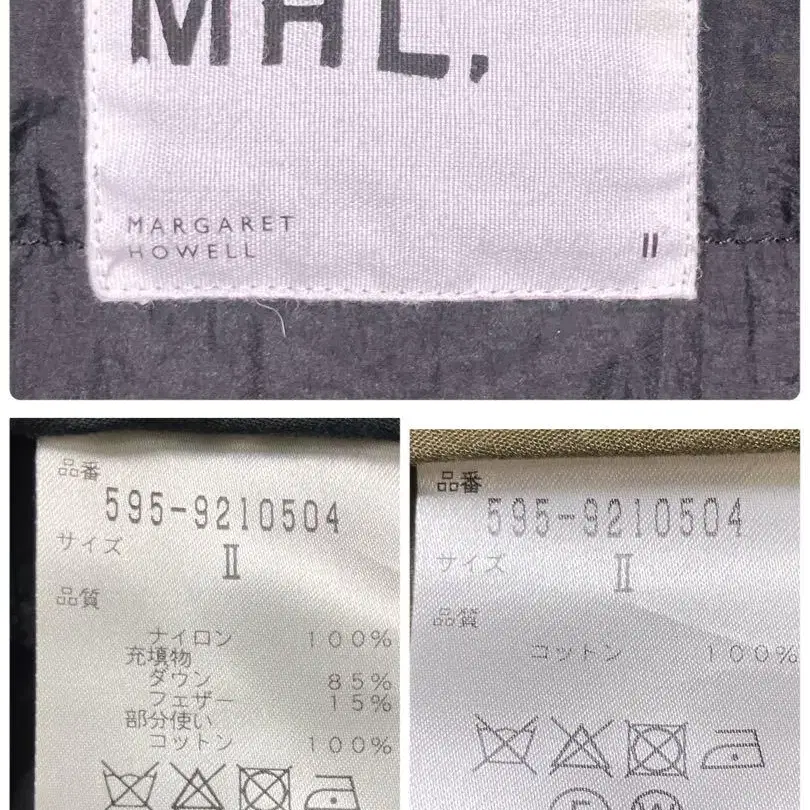 MHL.
MARGARET
HOWELL
II
品番
595-9210504
サイズ
II
品質
ナイロン 100%
充填物
ダウン 85%
フェザー 15%
部分使い
コットン 100%
品番
595-9210504
サイズ
II
品質
コットン 100%